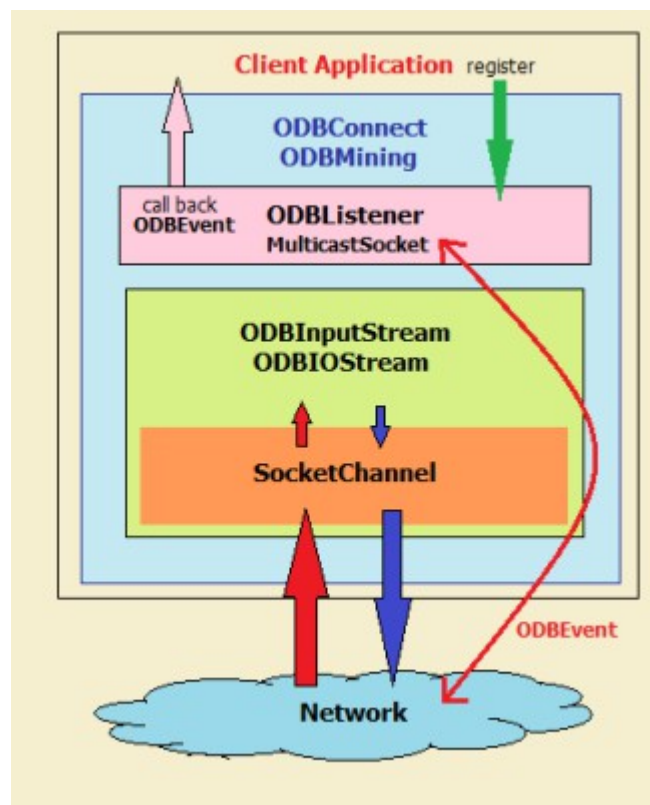 Client Application register
ODBConnect
ODBMining
call back
ODBEvent
ODBListener
MulticastSocket
ODBInputStream
ODBIOStream
SocketChannel
ODBEvent
Network